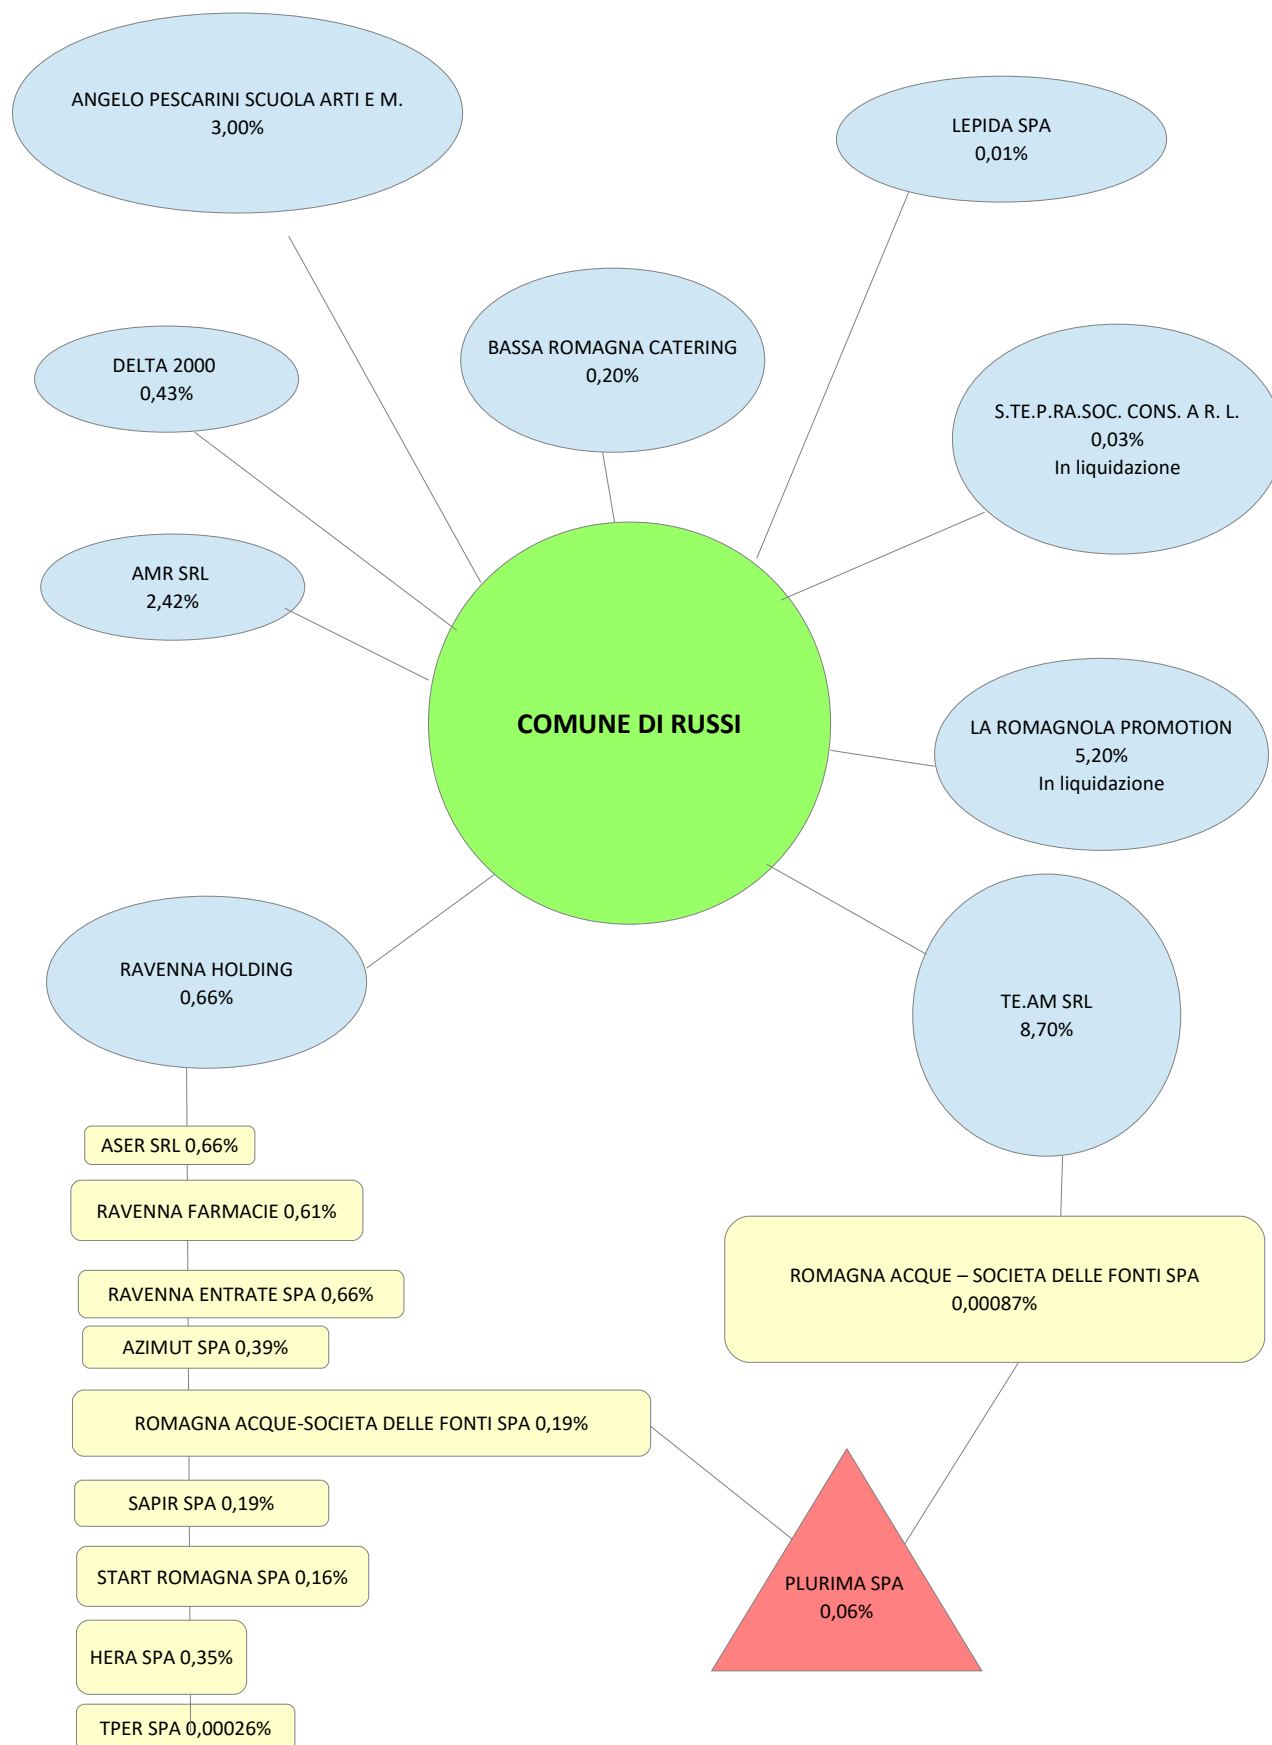 ANGELO PESCARINI SCUOLA ARTI E M.
3,00%
LEPIDA SPA
0,01%
BASSA ROMAGNA CATERING
0,20%
DELTA 2000
0,43%
S.TE.P.RA.SOC. CONS. A R. L.
0,03%
In liquidazione
AMR SRL
2,42%
COMUNE DI RUSSI
LA ROMAGNOLA PROMOTION
5,20%
In liquidazione
RAVENNA HOLDING
0,66%
TE.AM SRL
8,70%
ASER SRL 0,66%
RAVENNA FARMACIE 0,61%
RAVENNA ENTRATE SPA 0,66%
AZIMUT SPA 0,39%
ROMAGNA ACQUE – SOCIETA DELLE FONTI SPA
0,00087%
ROMAGNA ACQUE-SOCIETA DELLE FONTI SPA 0,19%
SAPIR SPA 0,19%
START ROMAGNA SPA 0,16%
PLURIMA SPA
0,06%
HERA SPA 0,35%
TPER SPA 0,00026%